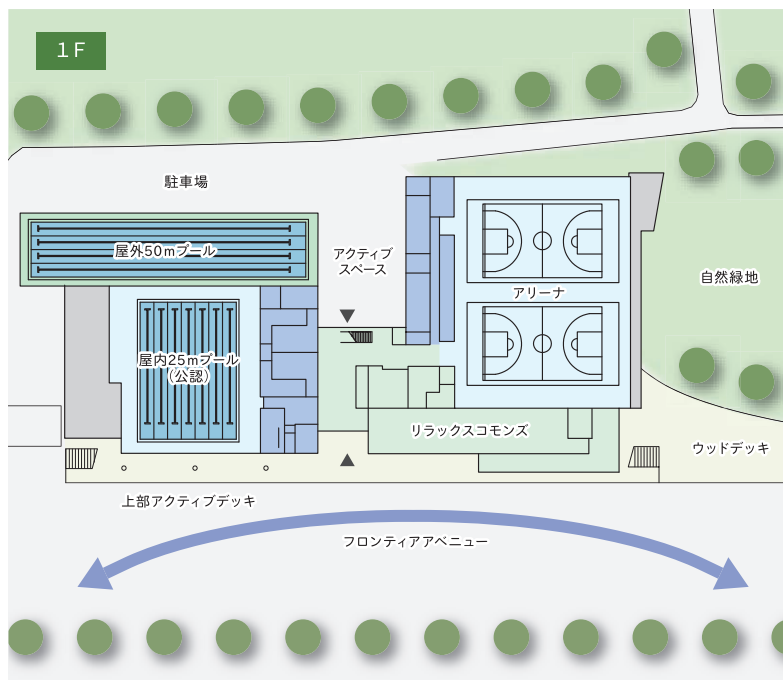 1F
駐車場
屋外50mプール
アクティブ
スペース
アリーナ
自然緑地
屋内25mプール
(公認)
リラックスコモンズ
ウッドデッキ
上部アクティブデッキ
フロンティアアベニュー